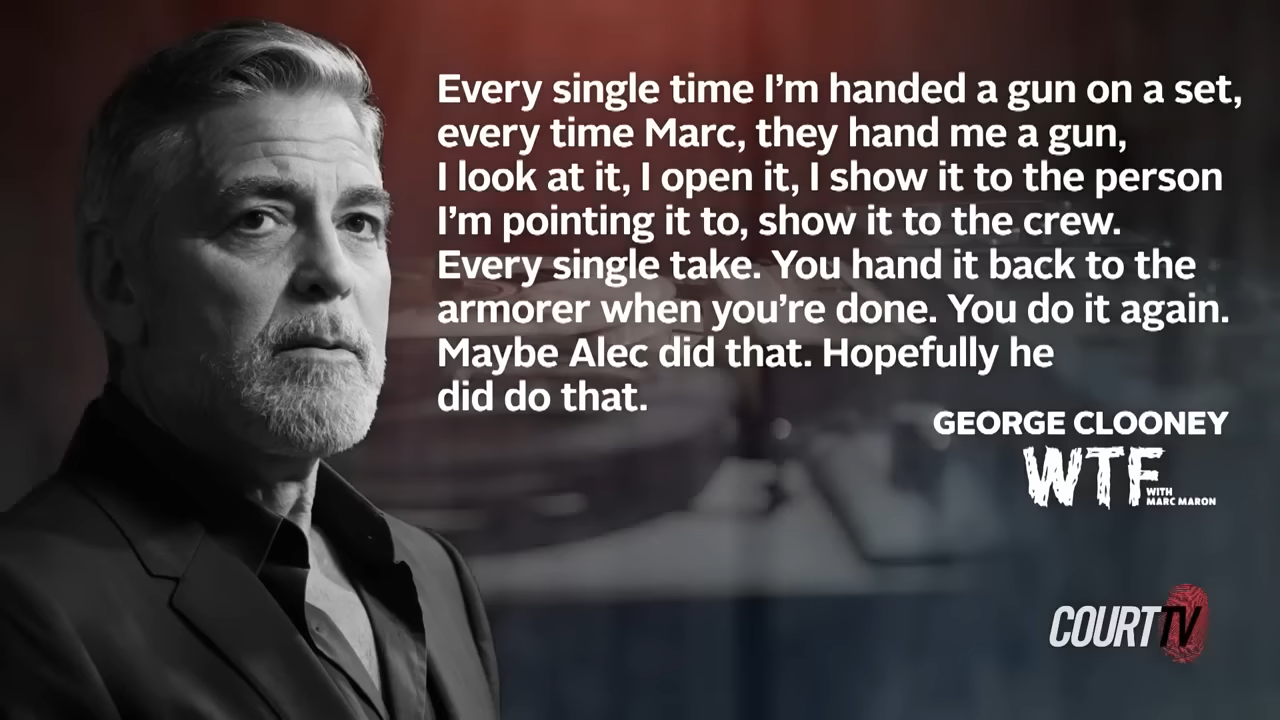 Every single time I'm handed a gun on a set,
every time Marc, they hand me a gun,
I look at it, I open it, I show it to the person
I'm pointing it to, show it to the crew.
Every single take. You hand it back to the
armorer when you're done. You do it again.
Maybe Alec did that. Hopefully he
did do that.
GEORGE CLOONEY
WTF
WITH
MARC MARON
COURT TV